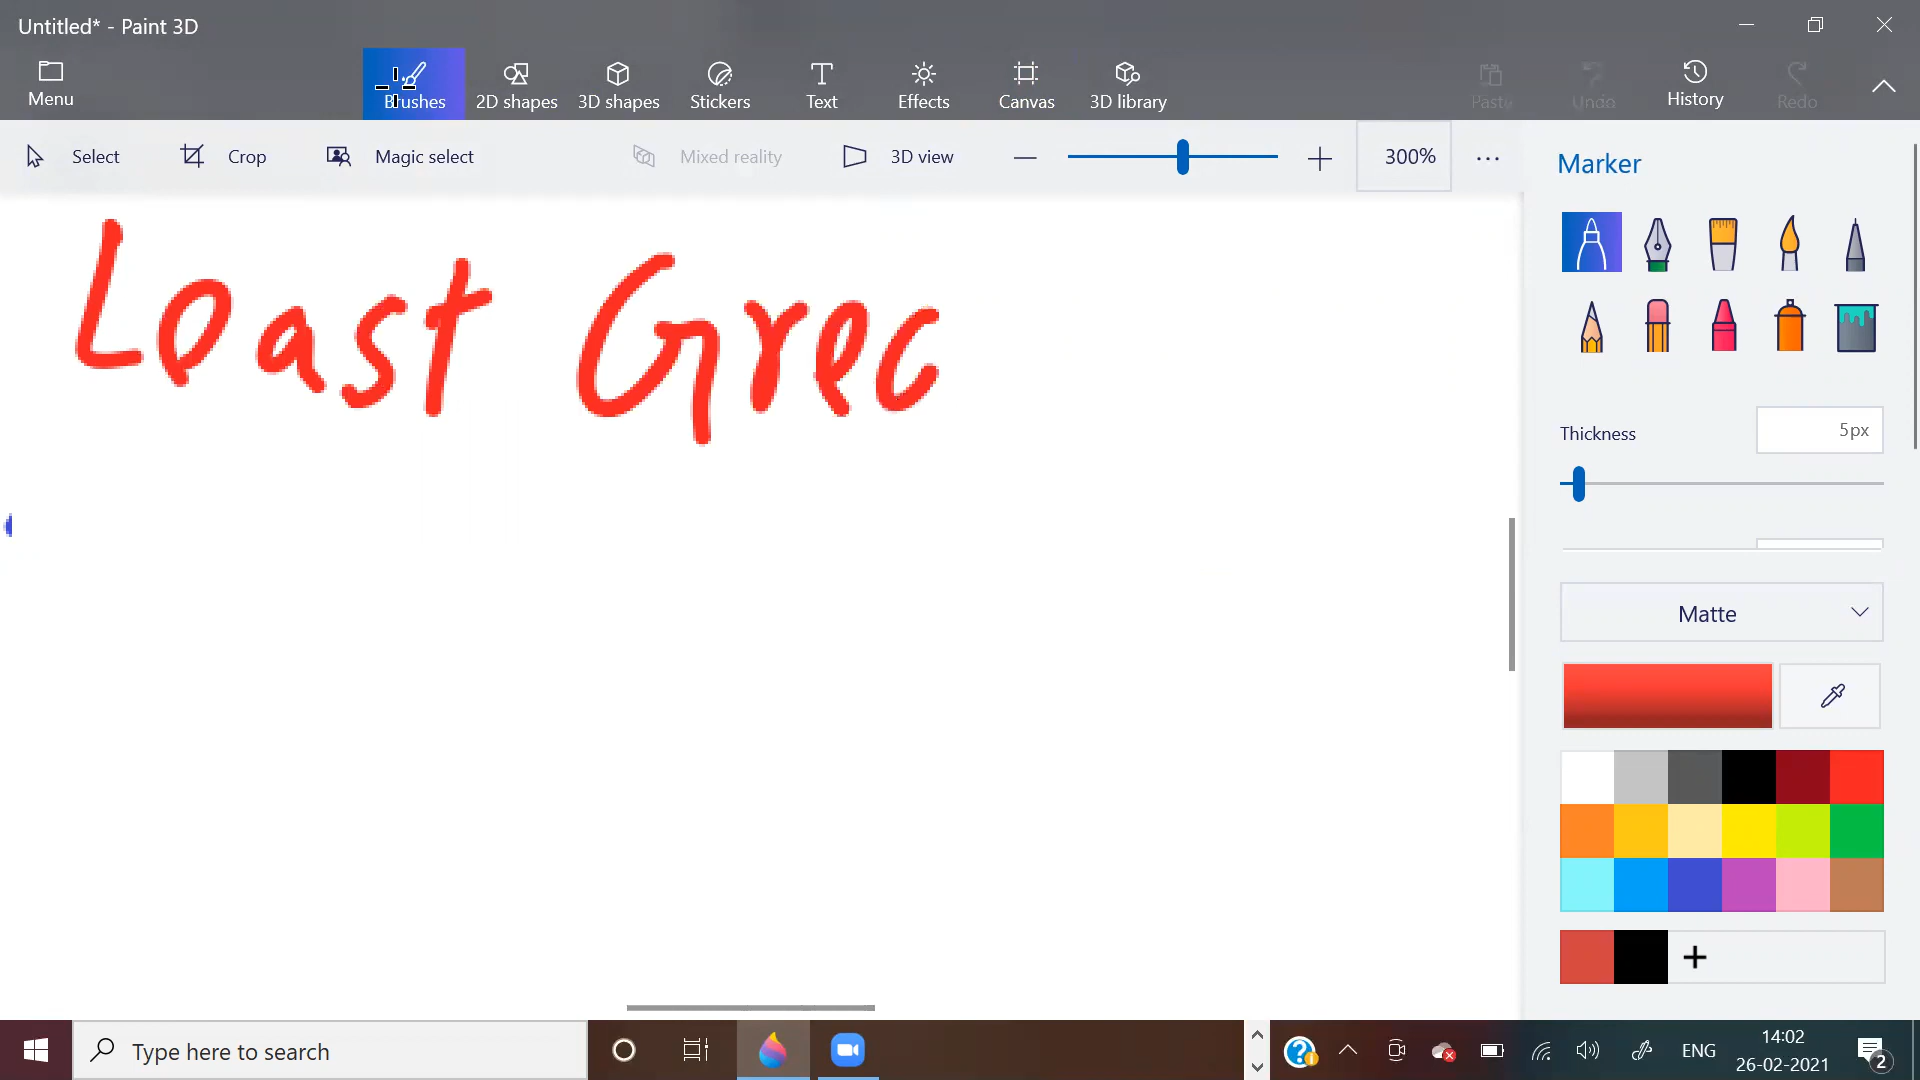 Untitled* - Paint 3D
Menu
Brushes
2D shapes
3D shapes
Stickers
Text
Effects
Canvas
3D library
Paste
Undo
History
Redo
Select
Crop
Magic select
Mixed reality
3D view
300%
Marker
Least Grec
Thickness
5px
Matte
Type here to search
ENG
14:02
26-02-2021
2